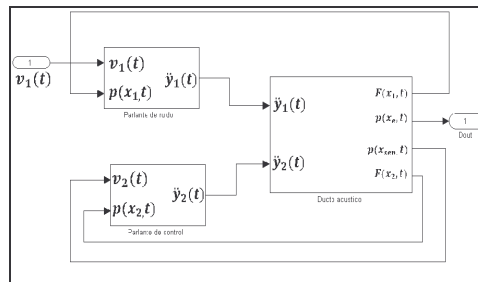 1
v₁(t)
v₁(t)
p(x₁,t)
ÿ₁(t)
Parlante de ruido
v₂(t)
p(x₂,t)
ÿ₂(t)
Parlante de control
ÿ₁(t)
ÿ₂(t)
F(x₁,t)
p(xₑ,t)
p(xₛₑₙ,t)
F(x₂,t)
Ducto acustico
1
Dout